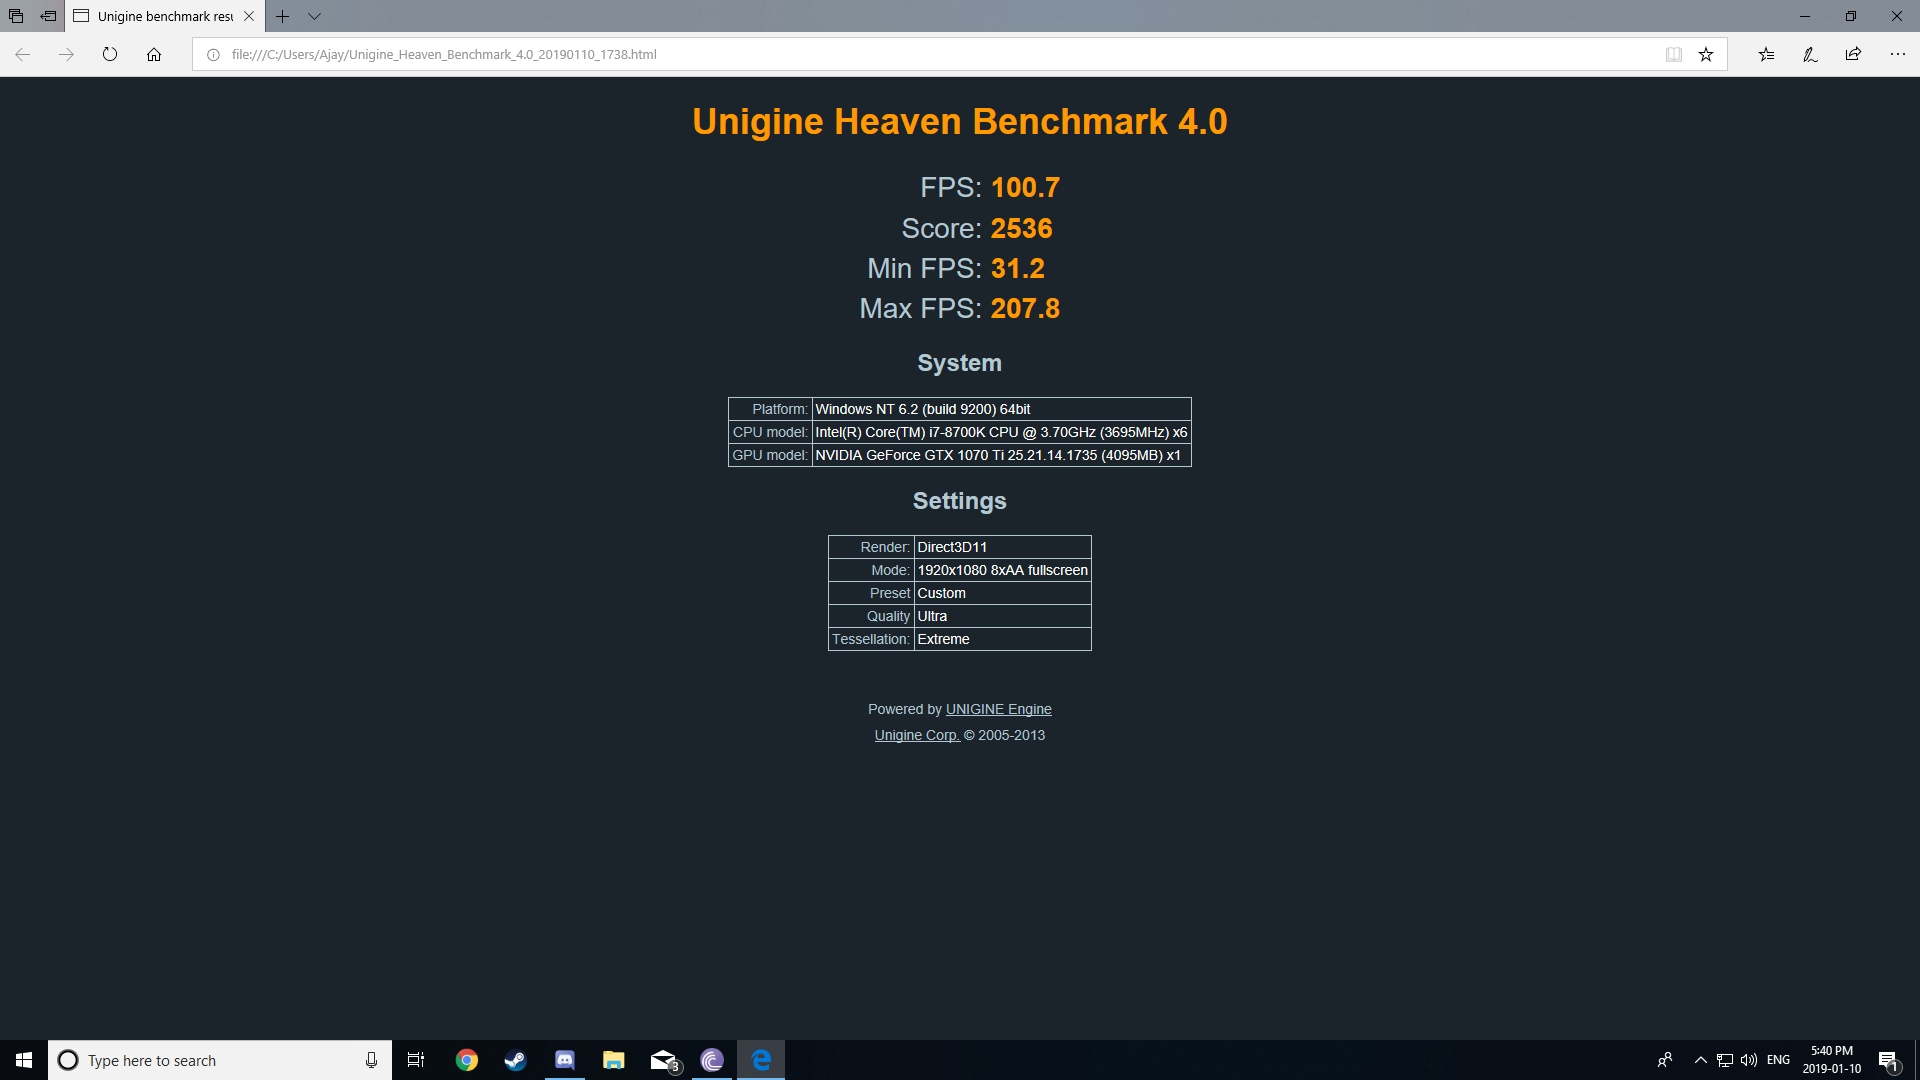 Unigine benchmark resu
file:///C:/Users/Ajay/Unigine_Heaven_Benchmark_4.0_20190110_1738.html
Unigine Heaven Benchmark 4.0
FPS: 100.7
Score: 2536
Min FPS: 31.2
Max FPS: 207.8
System
Platform: Windows NT 6.2 (build 9200) 64bit
CPU model: Intel(R) Core(TM) i7-8700K CPU @ 3.70GHz (3695MHz) x6
GPU model: NVIDIA GeForce GTX 1070 Ti 25.21.14.1735 (4095MB) x1
Settings
Render: Direct3D11
Mode: 1920x1080 8xAA fullscreen
Preset Custom
Quality Ultra
Tessellation: Extreme
Powered by UNIGINE Engine
Unigine Corp. © 2005-2013
Type here to search
3
ENG
5:40 PM
2019-01-10
1